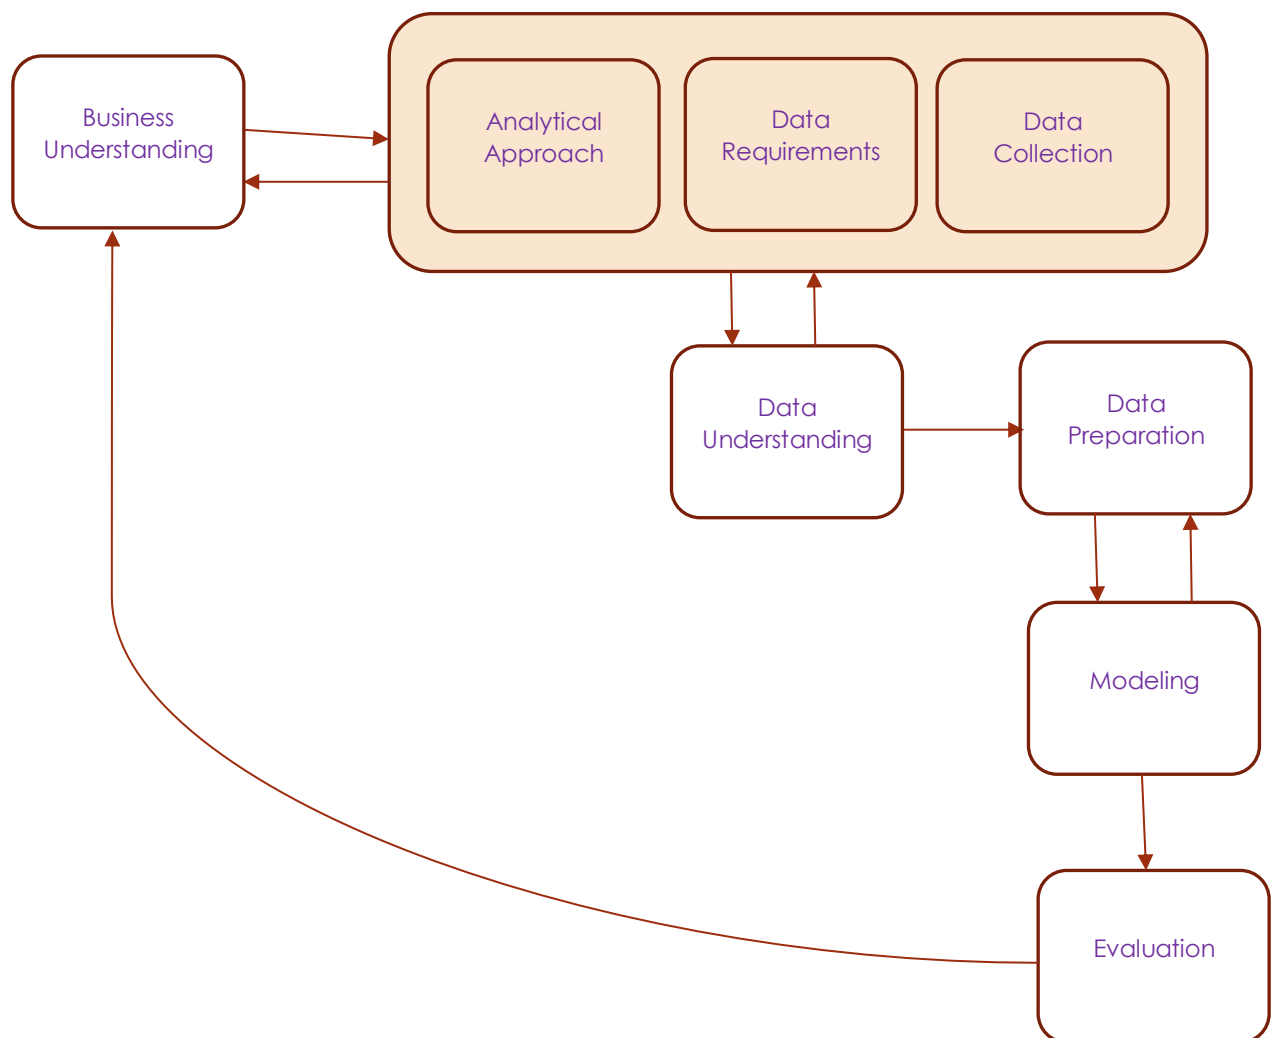 Business
Understanding
Analytical
Approach
Data
Requirements
Data
Collection
Data
Understanding
Data
Preparation
Modeling
Evaluation